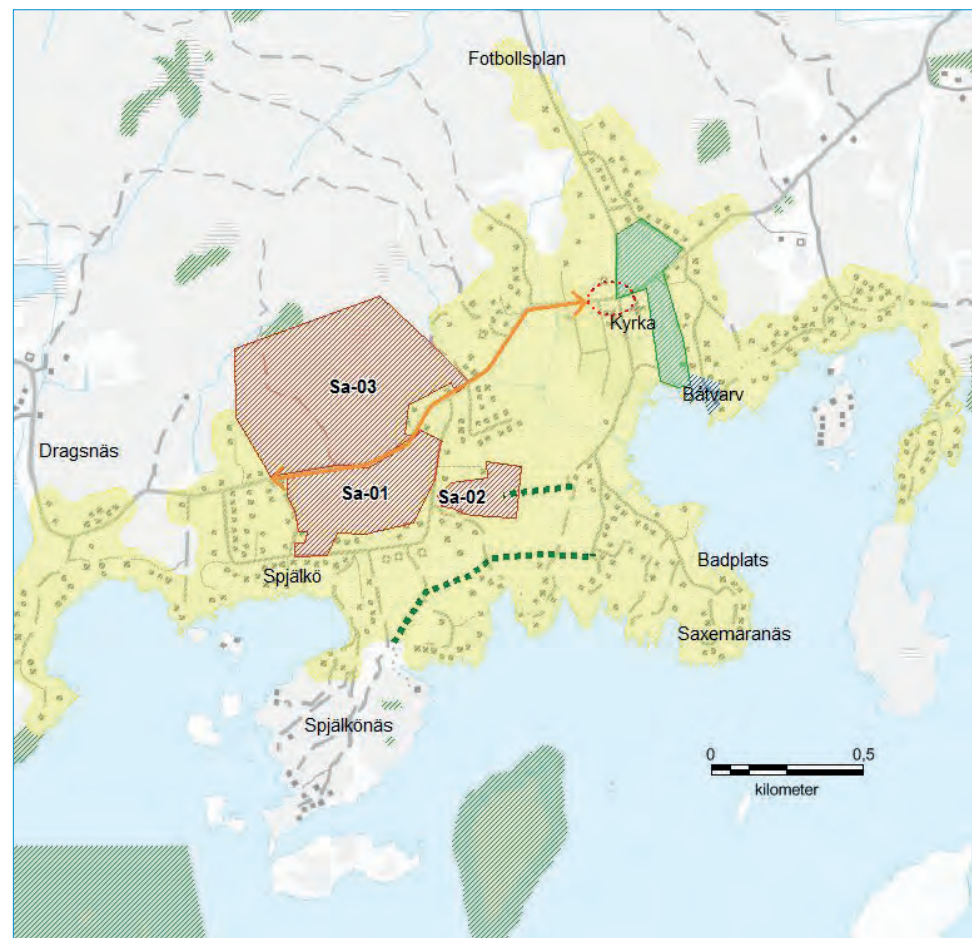 Fotbollsplan
Kyrka
Båtvarv
Sa-03
Dragsnäs
Sa-01
Sa-02
Spjälkö
Badplats
Saxemaranäs
Spjälkönäs
0 0,5
kilometer